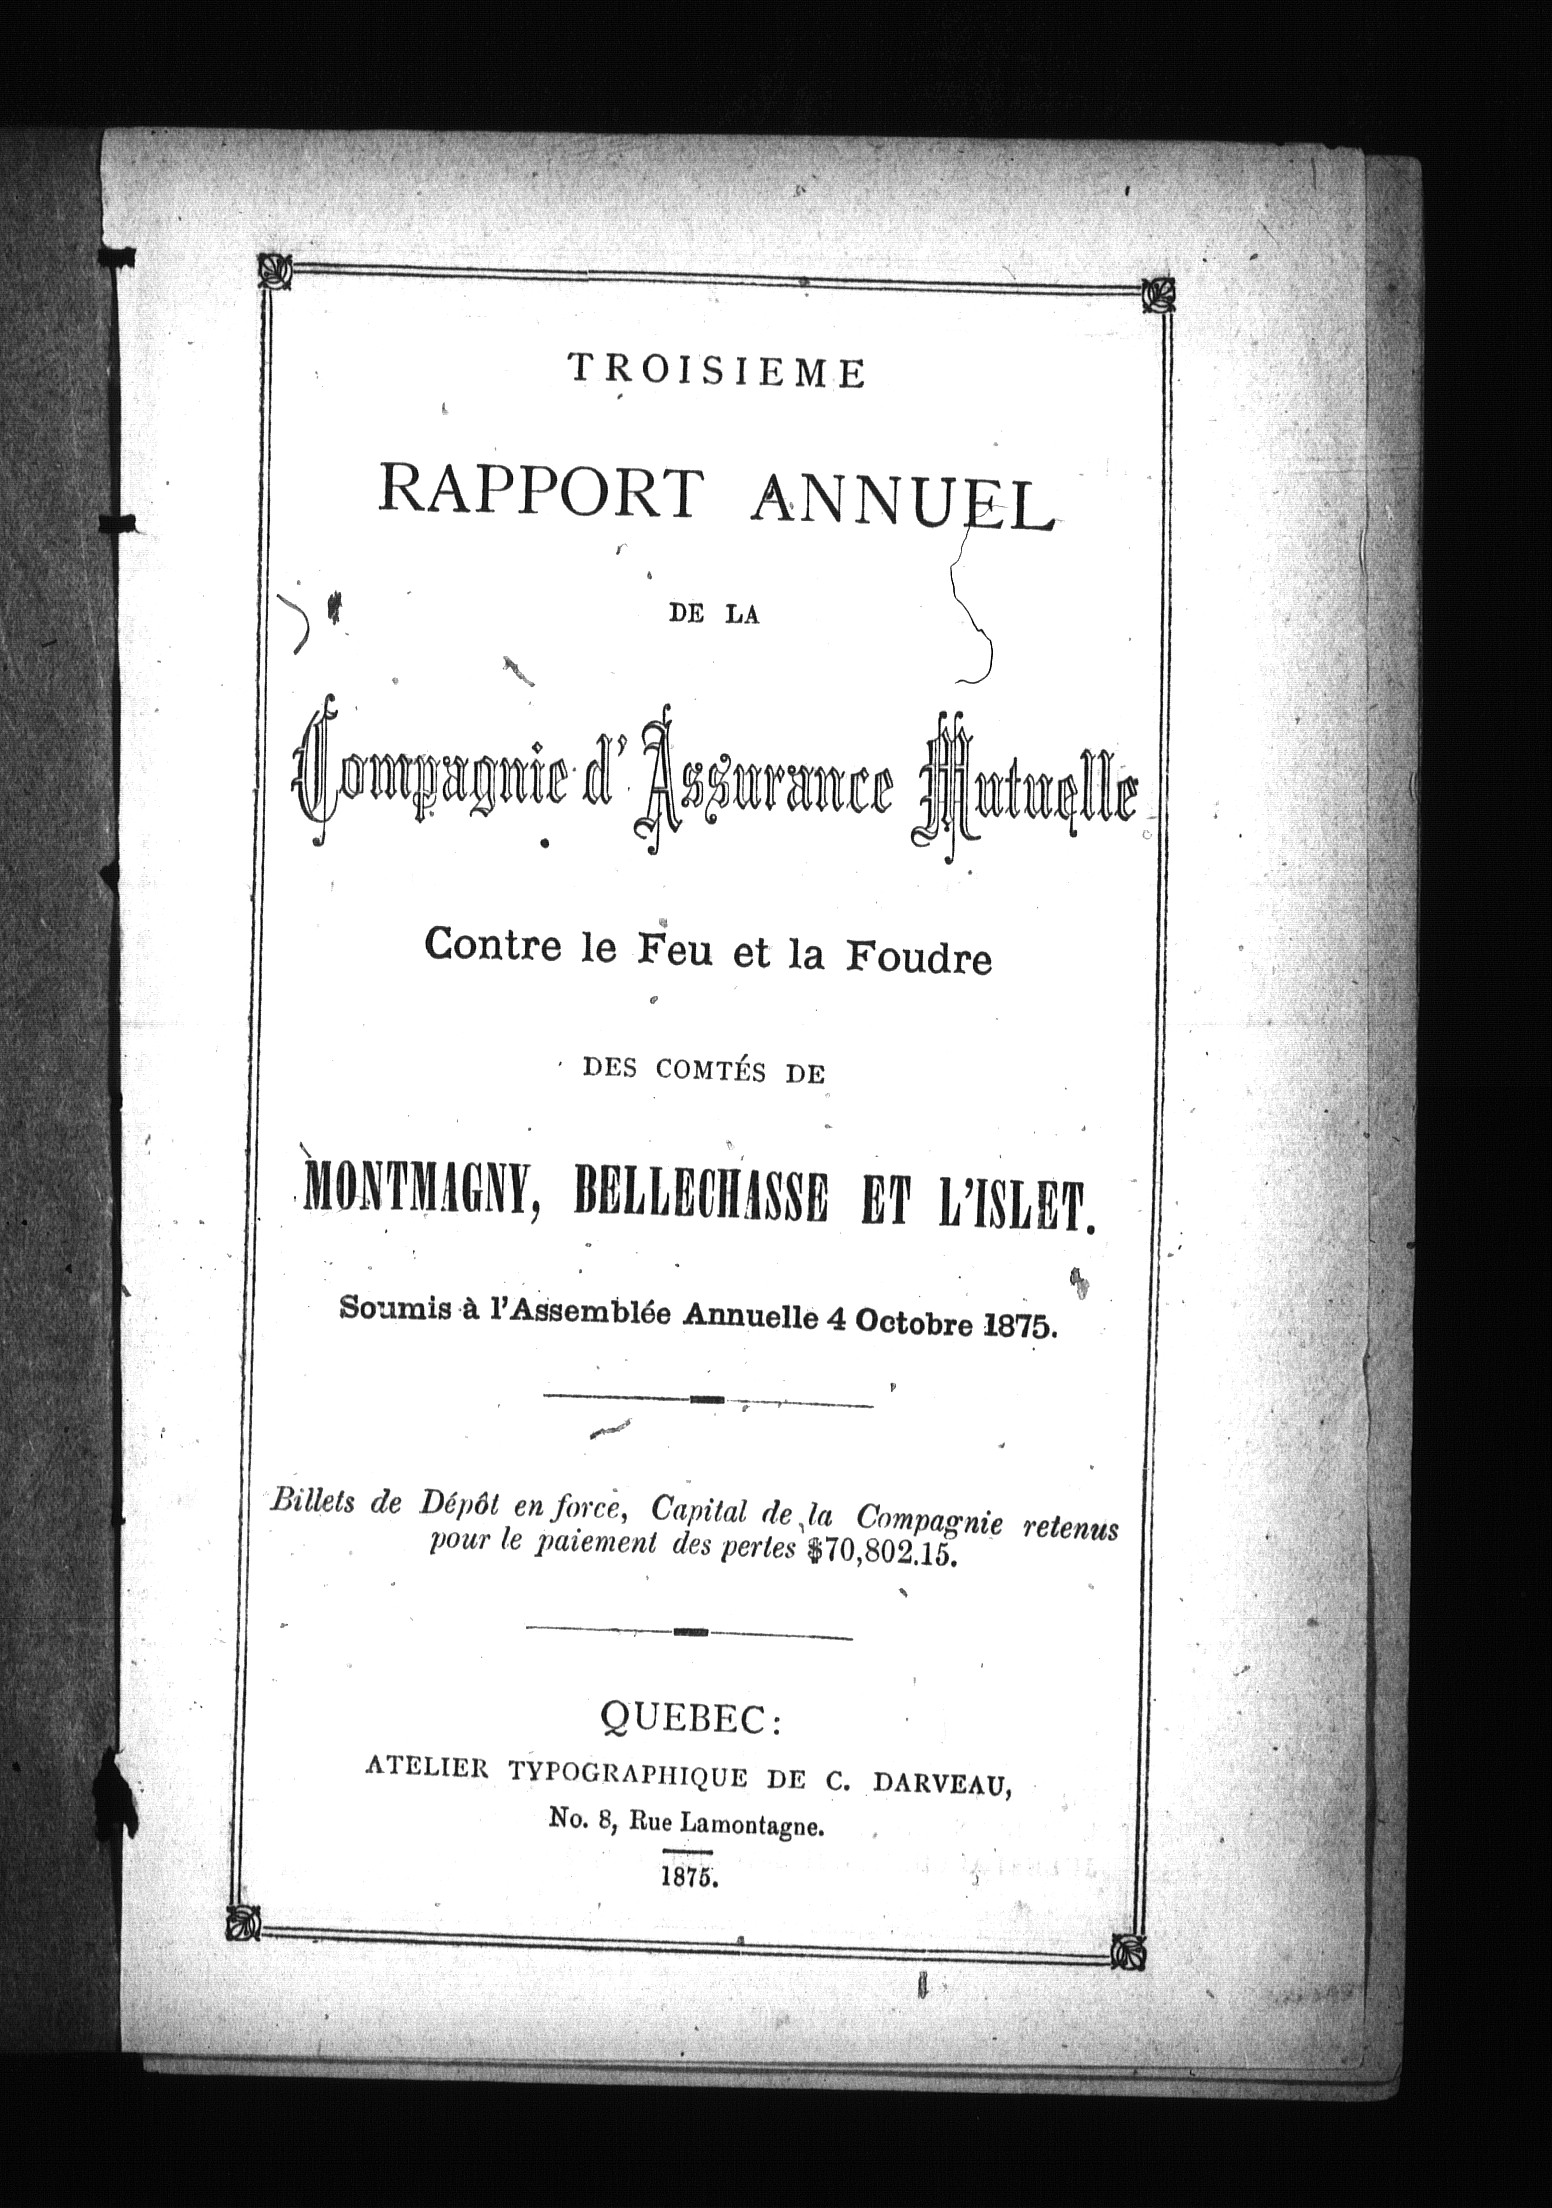 TROISIEME
RAPPORT ANNUEL
DE LA
Compagnie d'Assurance Mutuelle
Contre le Feu et la Foudre
DES COMTÉS DE
MONTMAGNY, BELLECHASSE ET L'ISLET.
Soumis à l'Assemblée Annuelle 4 Octobre 1875.
Billets de Dépôt en force, Capital de la Compagnie retenus
pour le paiement des pertes $70,802.15.
QUEBEC:
ATELIER TYPOGRAPHIQUE DE C. DARVEAU,
No. 8, Rue Lamontagne.
1875.